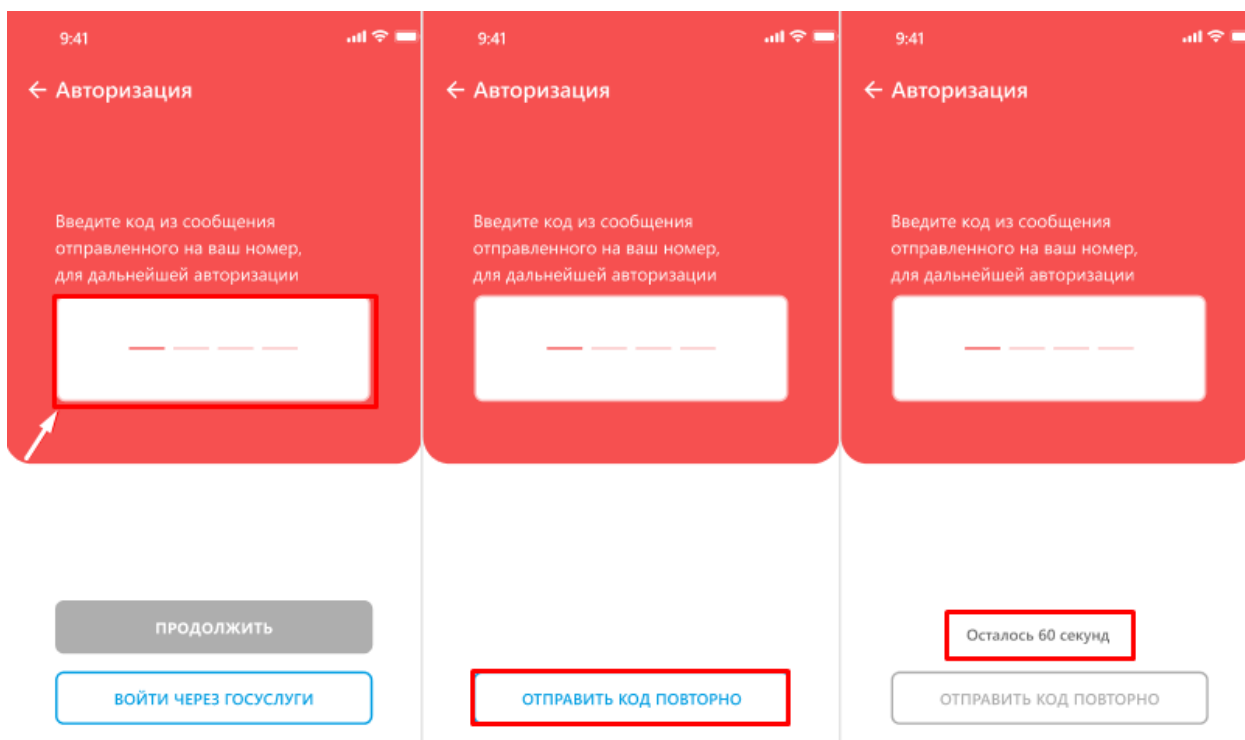 9:41
Авторизация
Введите код из сообщения
отправленного на ваш номер,
для дальнейшей авторизации
ПРОДОЛЖИТЬ
ВОЙТИ ЧЕРЕЗ ГОСУСЛУГИ
9:41
Авторизация
Введите код из сообщения
отправленного на ваш номер,
для дальнейшей авторизации
ОТПРАВИТЬ КОД ПОВТОРНО
9:41
Авторизация
Введите код из сообщения
отправленного на ваш номер,
для дальнейшей авторизации
Осталось 60 секунд
ОТПРАВИТЬ КОД ПОВТОРНО